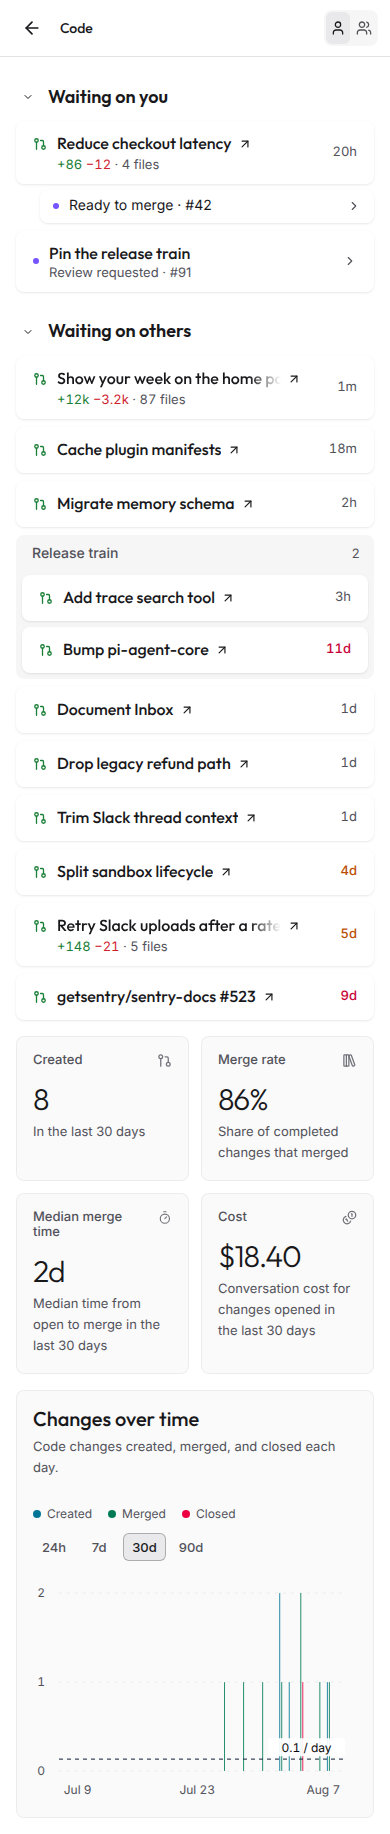 Code
Waiting on you
Reduce checkout latency
20h
+86 −12 · 4 files
Ready to merge · #42
Pin the release train
Review requested · #91
Waiting on others
Show your week on the home
1m
+12k −3.2k · 87 files
Cache plugin manifests
18m
Migrate memory schema
2h
Release train
2
Add trace search tool
3h
Bump pi-agent-core
11d
Document Inbox
1d
Drop legacy refund path
1d
Trim Slack thread context
1d
Split sandbox lifecycle
4d
Retry Slack uploads after a rate
5d
+148 −21 · 5 files
getsentry/sentry-docs #523
9d
Created
8
In the last 30 days
Merge rate
86%
Share of completed
changes that merged
Median merge
time
2d
Median time from
open to merge in the
last 30 days
Cost
$18.40
Conversation cost for
changes opened in
the last 30 days
Changes over time
Code changes created, merged, and closed each
day.
Created Merged Closed
24h 7d 30d 90d
2
1
0.1 / day
0
Jul 9 Jul 23 Aug 7